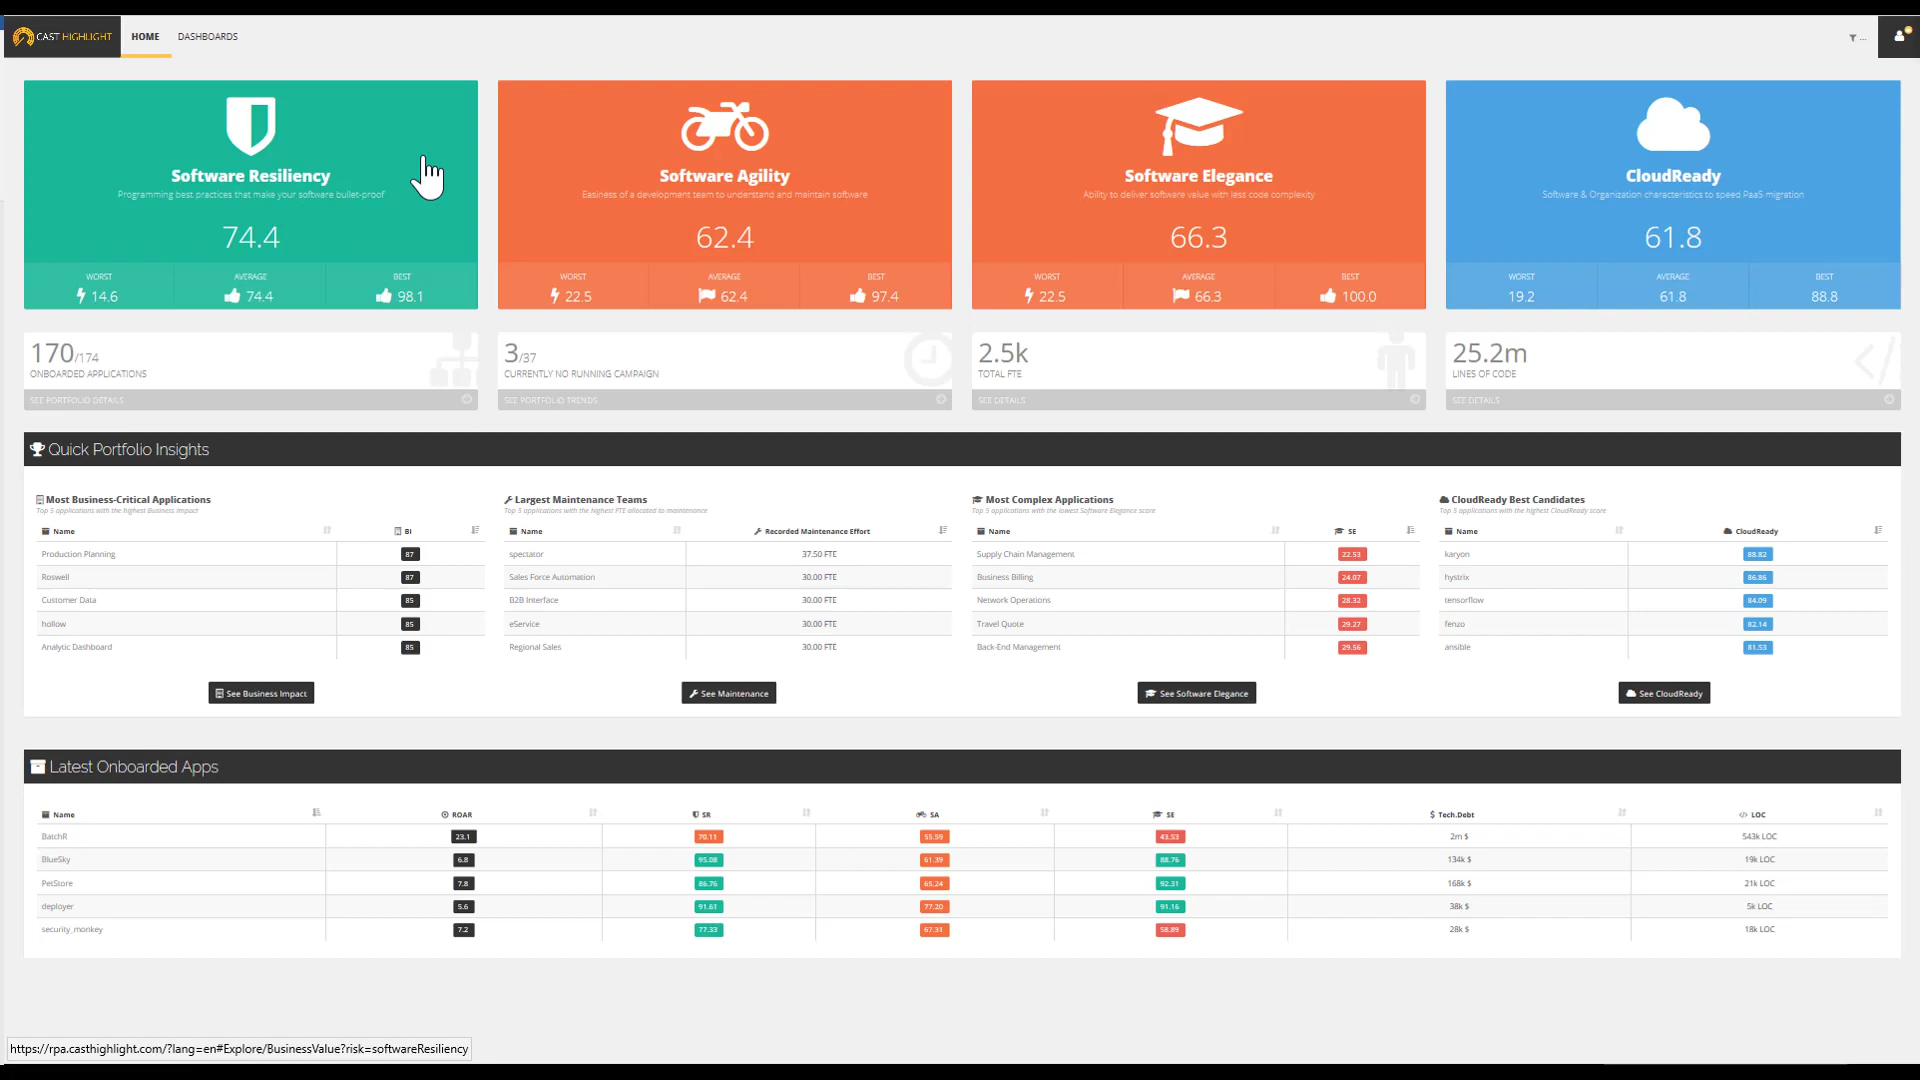 CAST HIGHLIGHT
HOME
DASHBOARDS
...
Software Resiliency
Programming best practices that make your software bullet-proof
74.4
WORST
AVERAGE
BEST
14.6
74.4
98.1
Software Agility
Easiness of a development team to understand and maintain software
62.4
WORST
AVERAGE
BEST
22.5
62.4
97.4
Software Elegance
Ability to deliver software value with less code complexity
66.3
WORST
AVERAGE
BEST
22.5
66.3
100.0
CloudReady
Software & Organization characteristics to speed PaaS migration
61.8
WORST
AVERAGE
BEST
19.2
61.8
88.8
170/174
ONBOARDED APPLICATIONS
SEE PORTFOLIO DETAILS
3/37
CURRENTLY NO RUNNING CAMPAIGN
SEE PORTFOLIO TRENDS
2.5k
TOTAL FTE
SEE DETAILS
25.2m
LINES OF CODE
SEE DETAILS
Quick Portfolio Insights
Most Business-Critical Applications
Top 5 applications with the highest Business Impact
Name BI
Production Planning 87
Roswell 87
Customer Data 85
hollow 85
Analytic Dashboard 85
See Business Impact
Largest Maintenance Teams
Top 5 applications with the highest FTE allocated to maintenance
Name Recorded Maintenance Effort
spectator 37.50 FTE
Sales Force Automation 30.00 FTE
B2B Interface 30.00 FTE
eService 30.00 FTE
Regional Sales 30.00 FTE
See Maintenance
Most Complex Applications
Top 5 applications with the lowest Software Elegance score
Name SE
Supply Chain Management 22.53
Business Billing 24.07
Network Operations 28.32
Travel Quote 29.27
Back-End Management 29.56
See Software Elegance
CloudReady Best Candidates
Top 5 applications with the highest CloudReady score
Name CloudReady
karyon 88.82
hystrix 86.86
tensorflow 84.09
fenzo 82.14
ansible 81.53
See CloudReady
Latest Onboarded Apps
Name ROAR SR SA SE $ Tech.Debt </> LOC
BatchR 23.1 70.11 55.59 43.53 2m $ 543k LOC
BlueSky 6.8 95.08 61.39 88.76 134k $ 19k LOC
PetStore 7.8 86.76 65.24 92.31 168k $ 21k LOC
deployer 5.6 91.61 77.20 91.16 38k $ 5k LOC
security_monkey 7.2 77.33 67.31 58.89 28k $ 18k LOC
https://rpa.casthighlight.com/?lang=en#Explore/BusinessValue?risk=softwareResiliency